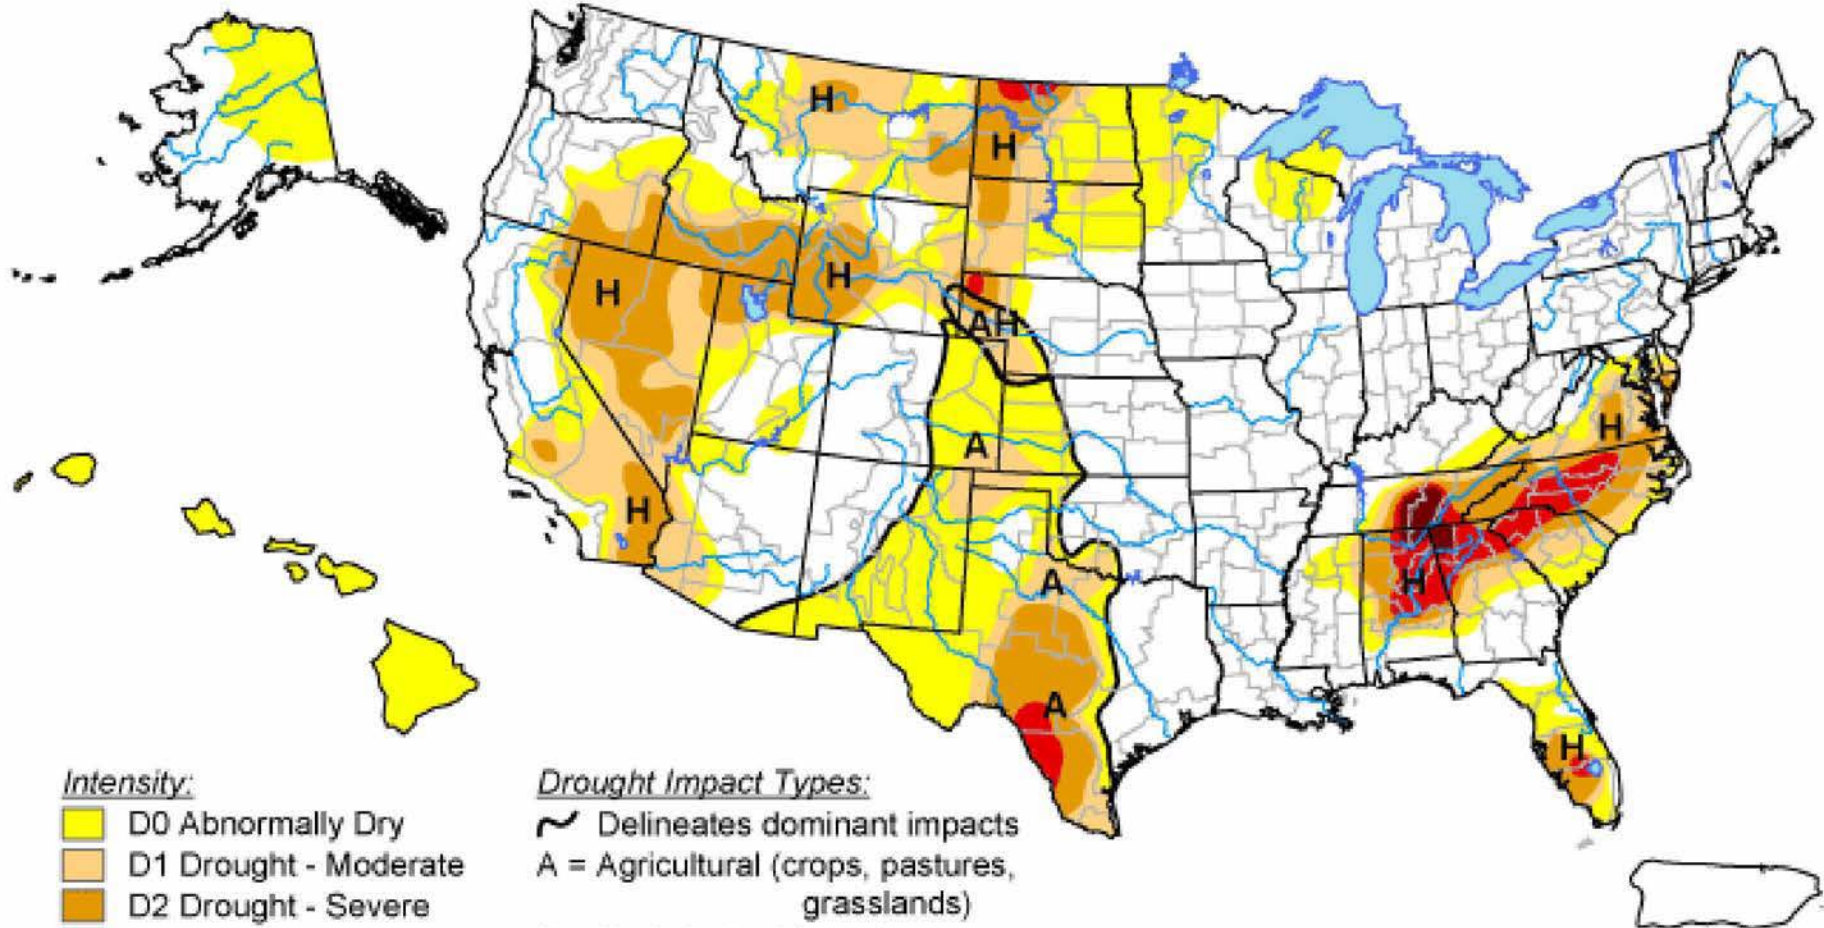 H
H
H
H
H
AH
A
H
H
A
H
A
H
Intensity:
D0 Abnormally Dry
D1 Drought - Moderate
D2 Drought - Severe
Drought Impact Types:
Delineates dominant impacts
A = Agricultural (crops, pastures,
grasslands)